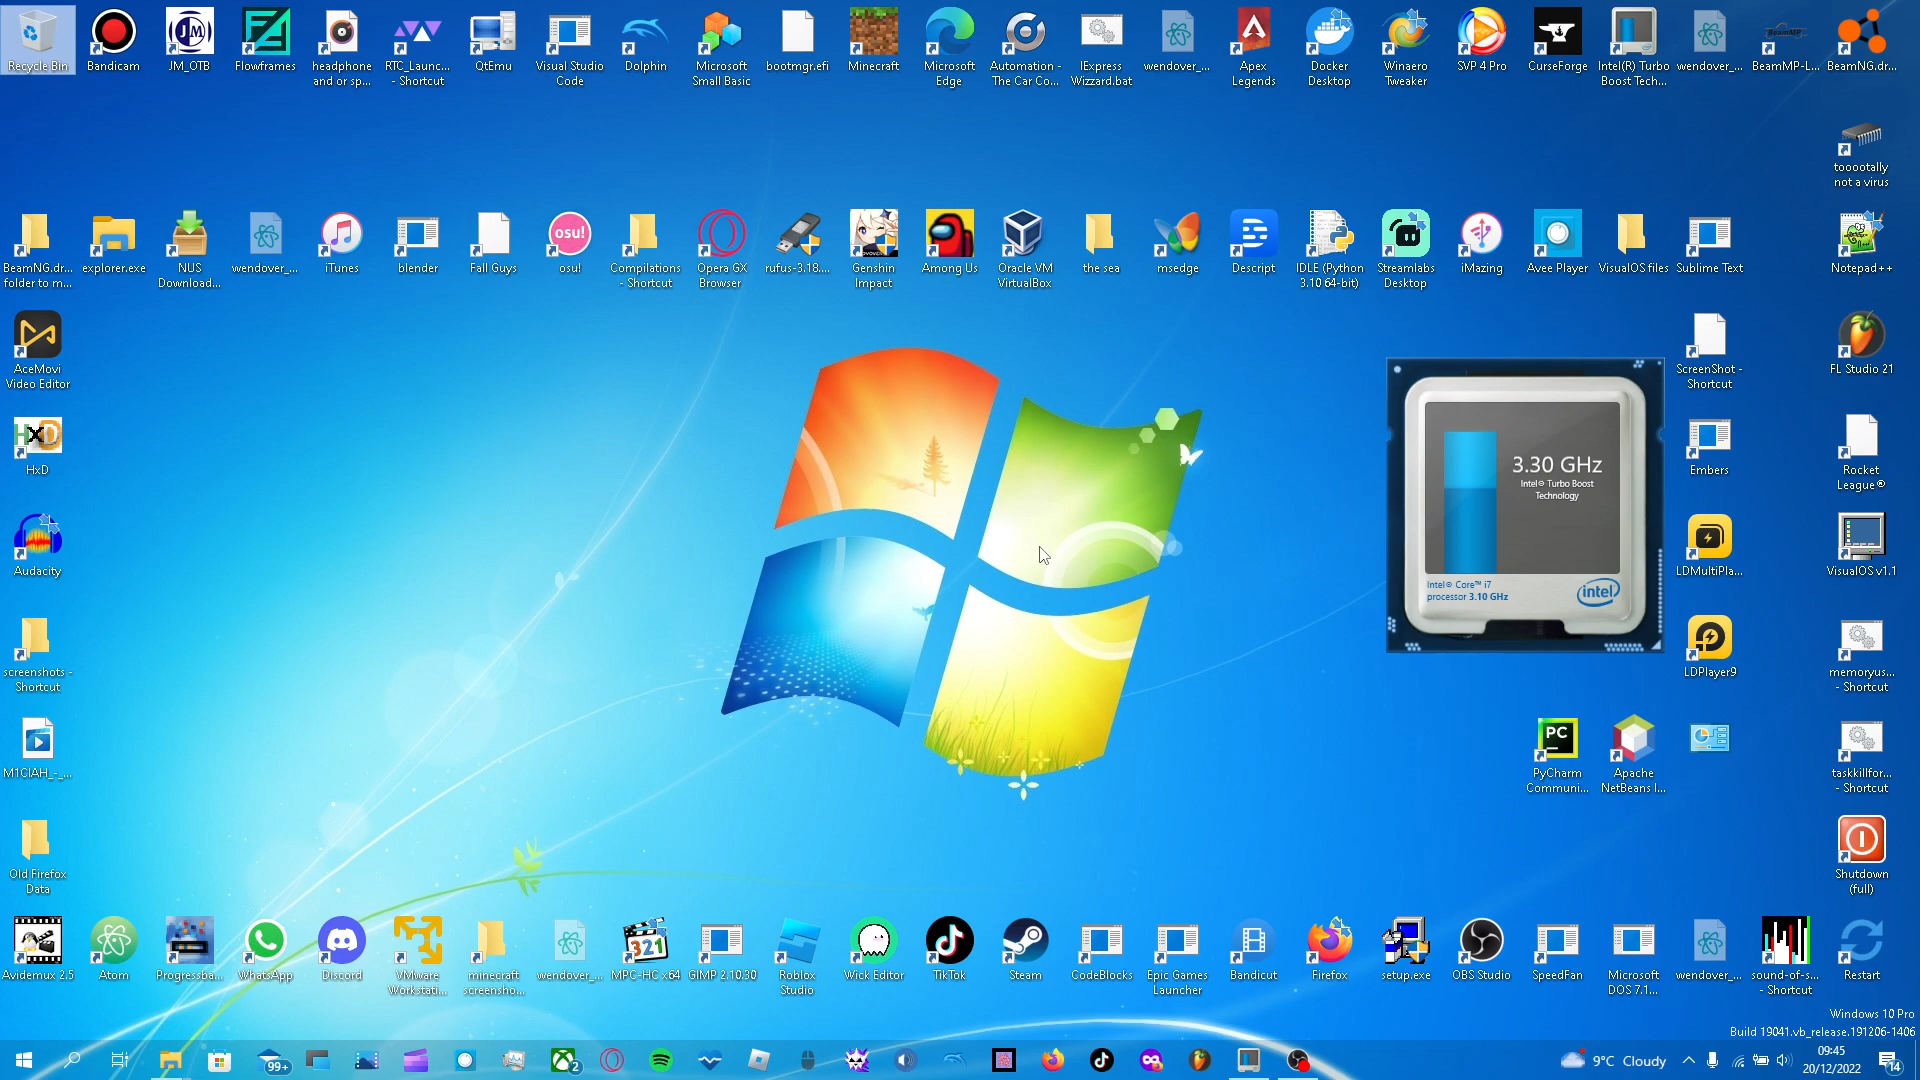 Recycle Bin
Bandicam
JM_OTB
Flowframes
headphone
and or sp...
RTC_Launc...
- Shortcut
QtEmu
Visual Studio
Code
Dolphin
Microsoft
Small Basic
bootmgr.efi
Minecraft
Microsoft
Edge
Automation -
The Car Co...
IExpress
Wizzard.bat
wendover_...
Apex
Legends
Docker
Desktop
Winaero
Tweaker
SVP 4 Pro
CurseForge
Intel(R) Turbo
Boost Tech...
wendover_...
BeamMP-L...
BeamNG.dr...
tooootally
not a virus
BeamNG.dr...
folder to m...
explorer.exe
NUS
Download...
wendover_...
iTunes
blender
Fall Guys
osu!
osu!
Compilations
- Shortcut
Opera GX
Browser
rufus-3.18....
Genshin
Impact
Among Us
Oracle VM
VirtualBox
the sea
msedge
Descript
IDLE (Python
3.10 64-bit)
Streamlabs
Desktop
iMazing
Avee Player
VisualOS files
Sublime Text
Notepad++
AceMovi
Video Editor
ScreenShot -
Shortcut
FL Studio 21
HxD
HxD
3.30 GHz
Intel® Turbo Boost
Technology
Intel® Core™ i7
processor 3.10 GHz
intel
Embers
Rocket
League®
Audacity
LDMultiPla...
VisualOS v1.1
screenshots -
Shortcut
LDPlayer9
memoryus...
- Shortcut
M1CIAH_-_...
PC
PyCharm
Communi...
Apache
NetBeans I...
taskkillfor...
- Shortcut
Old Firefox
Data
Shutdown
(full)
Avidemux 2.5
Atom
Progressba...
WhatsApp
Discord
VMware
Workstati...
minecraft
screensho...
wendover_...
321
MPC-HC x64
GIMP 2.10.30
Roblox
Studio
Wick Editor
TikTok
Steam
CodeBlocks
Epic Games
Launcher
Bandicut
Firefox
setup.exe
OBS Studio
SpeedFan
Microsoft
DOS 7.1...
wendover_...
sound-of-s...
- Shortcut
Restart
Windows 10 Pro
Build 19041.vb_release.191206-1406
99+
2
9°C Cloudy
09:45
20/12/2022
14